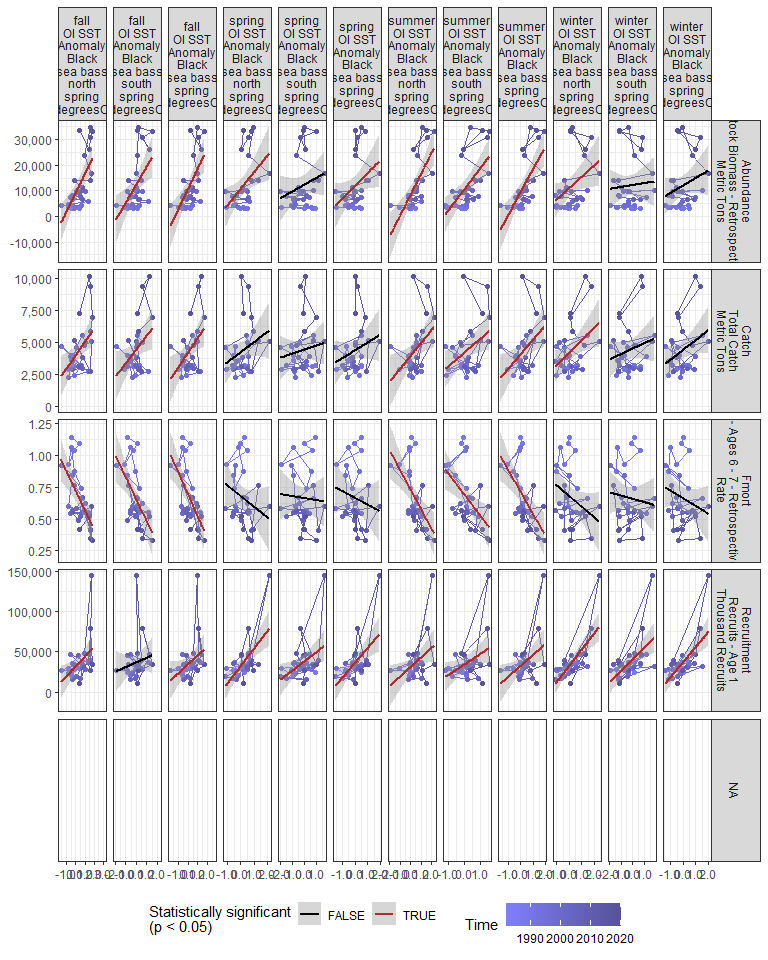 fall
OI SST
Anomaly
Black
sea bass
north
spring
degreesC
fall
OI SST
Anomaly
Black
sea bass
south
spring
degreesC
fall
OI SST
Anomaly
Black
sea bass
spring
degreesC
spring
OI SST
Anomaly
Black
sea bass
north
spring
degreesC
spring
OI SST
Anomaly
Black
sea bass
south
spring
degreesC
spring
OI SST
Anomaly
Black
sea bass
spring
degreesC
summer
OI SST
Anomaly
Black
sea bass
north
spring
degreesC
summer
OI SST
Anomaly
Black
sea bass
south
spring
degreesC
summer
OI SST
Anomaly
Black
sea bass
spring
degreesC
winter
OI SST
Anomaly
Black
sea bass
north
spring
degreesC
winter
OI SST
Anomaly
Black
sea bass
south
spring
degreesC
winter
OI SST
Anomaly
Black
sea bass
spring
degreesC
30,000
20,000
10,000
0
-10,000
Abundance
tock Biomass - Retrospect
Metric Tons
10,000
7,500
5,000
2,500
0
Catch
Total Catch
Metric Tons
1.25
1.00
0.75
0.50
0.25
Fmort
- Ages 6 - 7 - Retrospectiv
Rate
150,000
100,000
50,000
0
Recruitment
Recruits - Age 1
Thousand Recruits
NA
Statistically significant
(p < 0.05)
FALSE
TRUE
Time
1990 2000 2010 2020